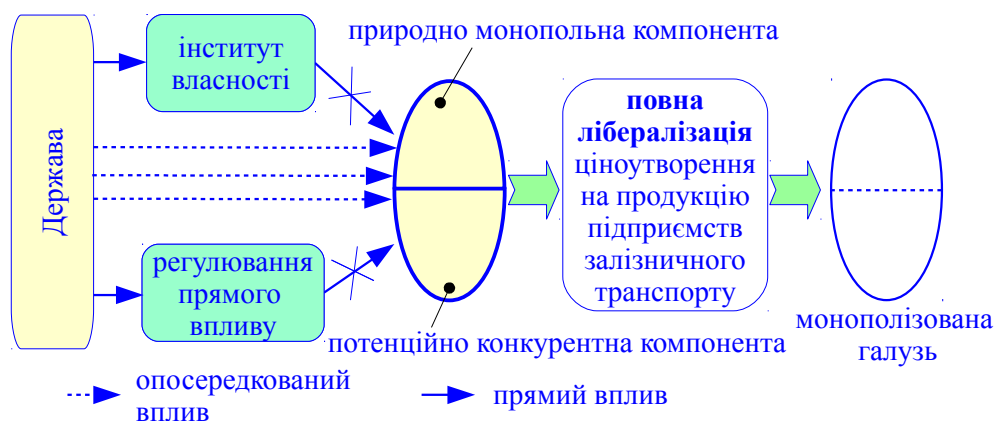 Держава
інститут
власності
регулювання
прямого
впливу
природно монопольна компонента
потенційно конкурентна компонента
повна
лібералізація
ціноутворення
на продукцію
підприємств
залізничного
транспорту
монополізована
галузь
опосередкований
вплив
прямий вплив